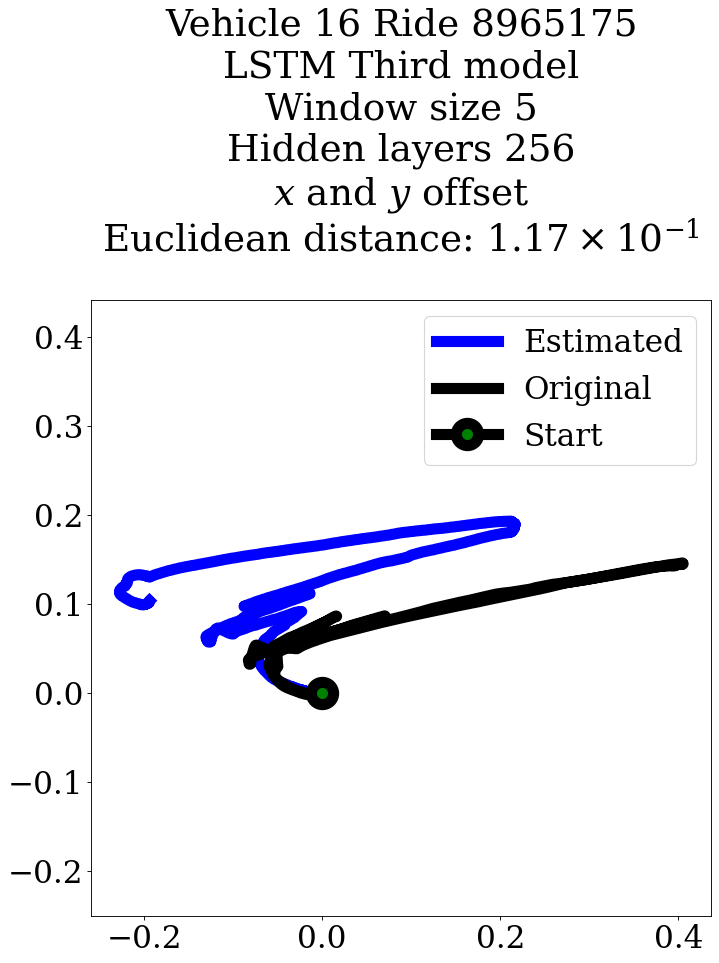 Vehicle 16 Ride 8965175
LSTM Third model
Window size 5
Hidden layers 256
x and y offset
Euclidean distance: 1.17 × 10⁻¹
Estimated
Original
Start
0.4
0.3
0.2
0.1
0.0
−0.1
−0.2
−0.2 0.0 0.2 0.4